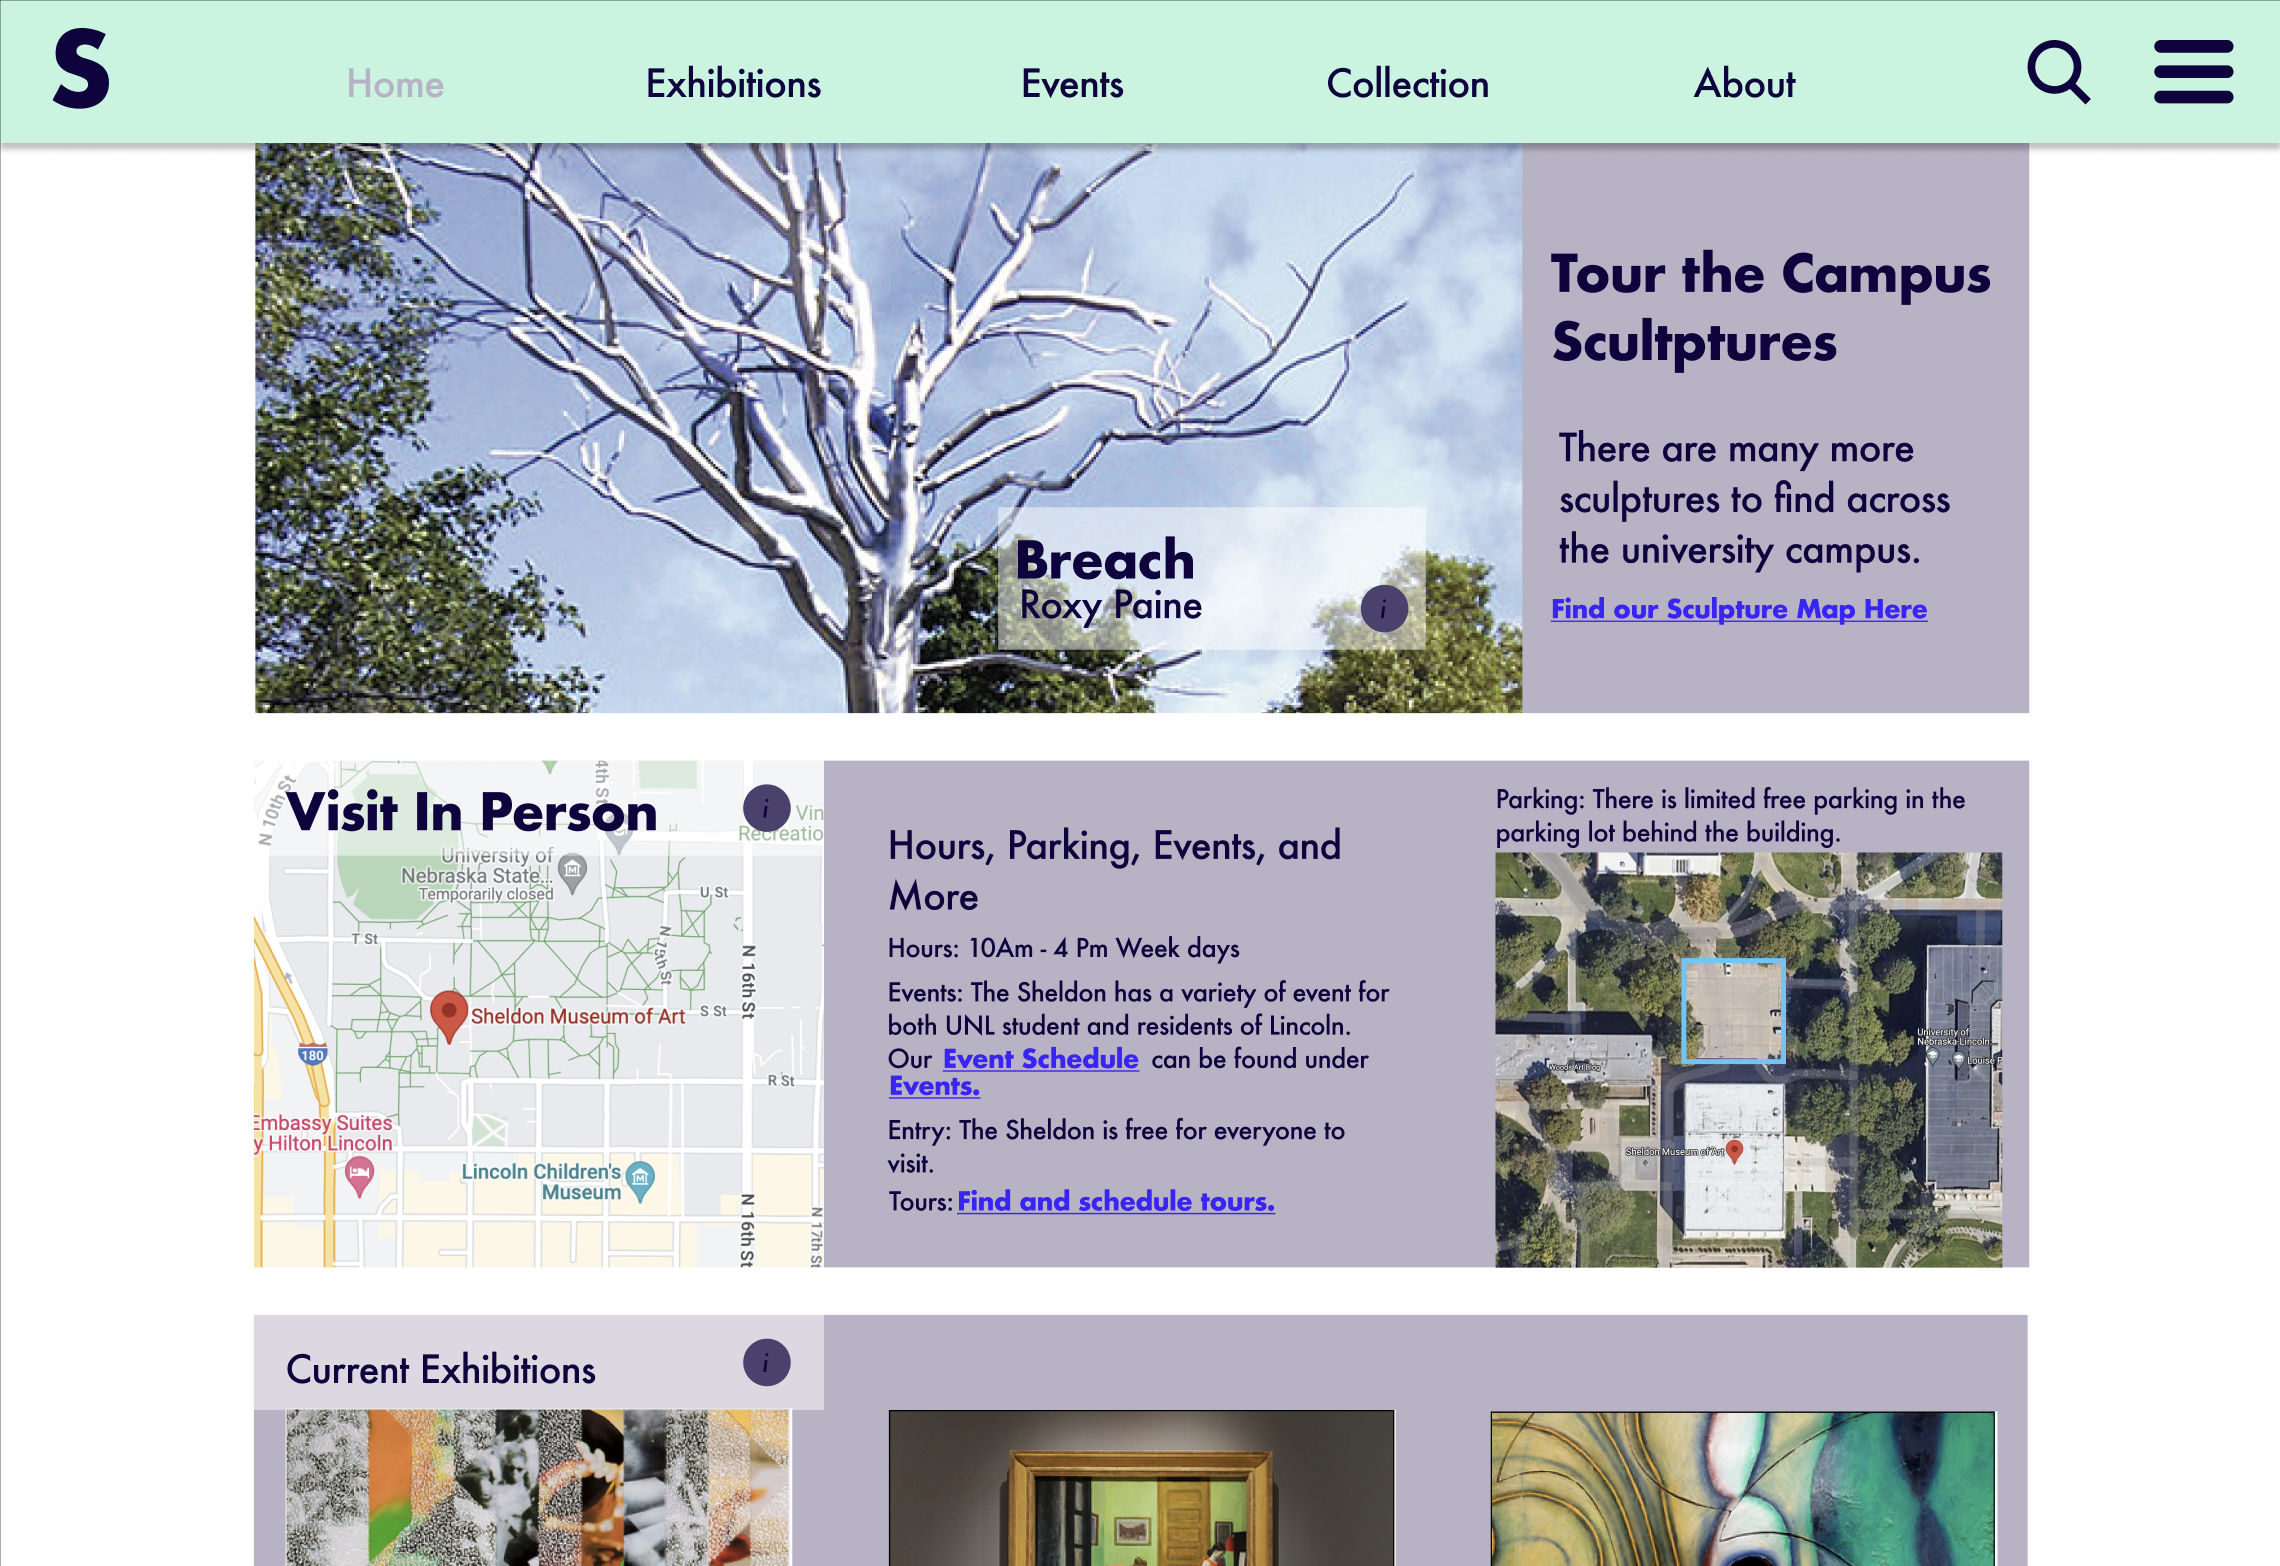 S
Home
Exhibitions
Events
Collection
About
Tour the Campus
Scultptures
There are many more
sculptures to find across
the university campus.
Find our Sculpture Map Here
Breach
Roxy Paine
i
Visit In Person
i
N 10th St
4th St
Vin
Recreatio
University of
Nebraska State...
Temporarily closed
U St
T St
N 16th St
Sheldon Museum of Art
S St
180
R St
Embassy Suites
y Hilton Lincoln
Lincoln Children's
Museum
N 16th St
N 17th St
Hours, Parking, Events, and
More
Hours: 10Am - 4 Pm Week days
Events: The Sheldon has a variety of event for
both UNL student and residents of Lincoln.
Our Event Schedule can be found under
Events.
Entry: The Sheldon is free for everyone to
visit.
Tours: Find and schedule tours.
Parking: There is limited free parking in the
parking lot behind the building.
University of
Nebraska-Lincoln...
Louise P
Woods Art Bldg
Sheldon Museum of Art
Current Exhibitions
i